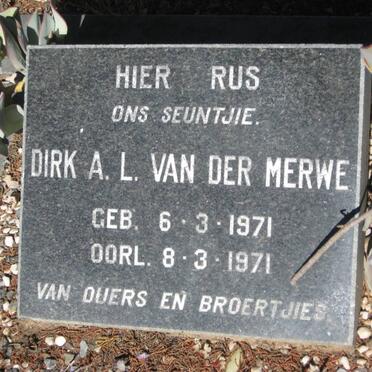 HIER RUS
ONS SEUNTJIE.
DIRK A. L. VAN DER MERWE
GEB. 6·3·1971
OORL. 8·3·1971
VAN OUERS EN BROERTJIES.